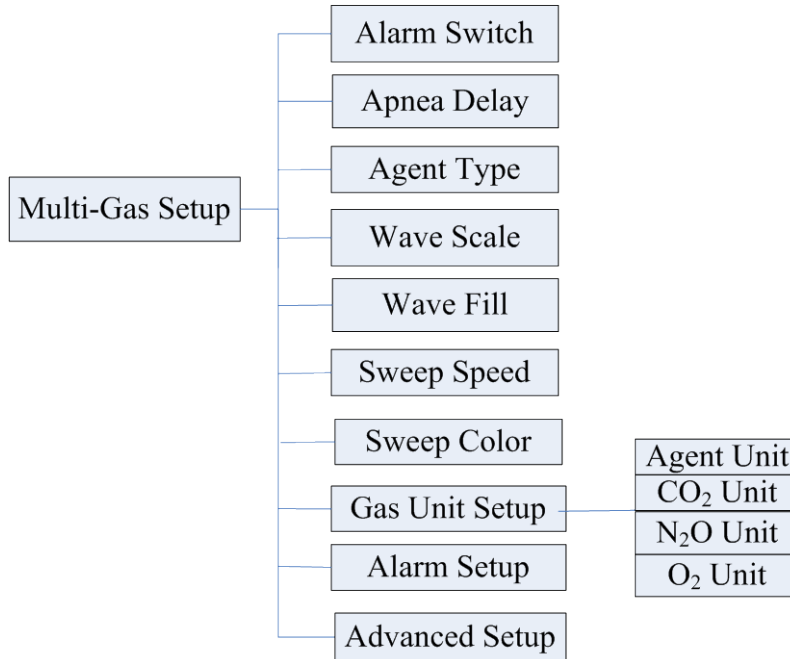 Multi-Gas Setup
Alarm Switch
Apnea Delay
Agent Type
Wave Scale
Wave Fill
Sweep Speed
Sweep Color
Gas Unit Setup
Alarm Setup
Advanced Setup
Agent Unit
CO₂ Unit
N₂O Unit
O₂ Unit